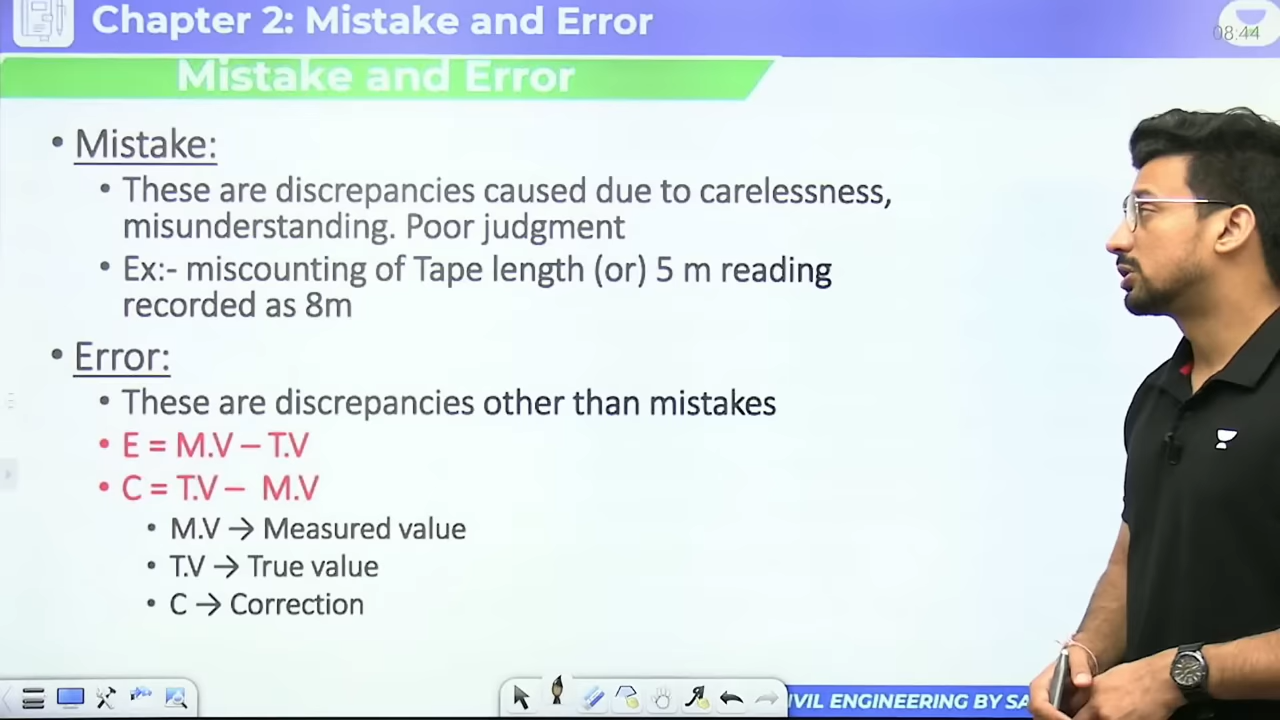 Chapter 2: Mistake and Error
08:44
Mistake and Error
• Mistake:
• These are discrepancies caused due to carelessness,
misunderstanding. Poor judgment
• Ex:- miscounting of Tape length (or) 5 m reading
recorded as 8m
• Error:
• These are discrepancies other than mistakes
• E = M.V – T.V
• C = T.V – M.V
• M.V → Measured value
• T.V → True value
• C → Correction
IVIL ENGINEERING BY SA